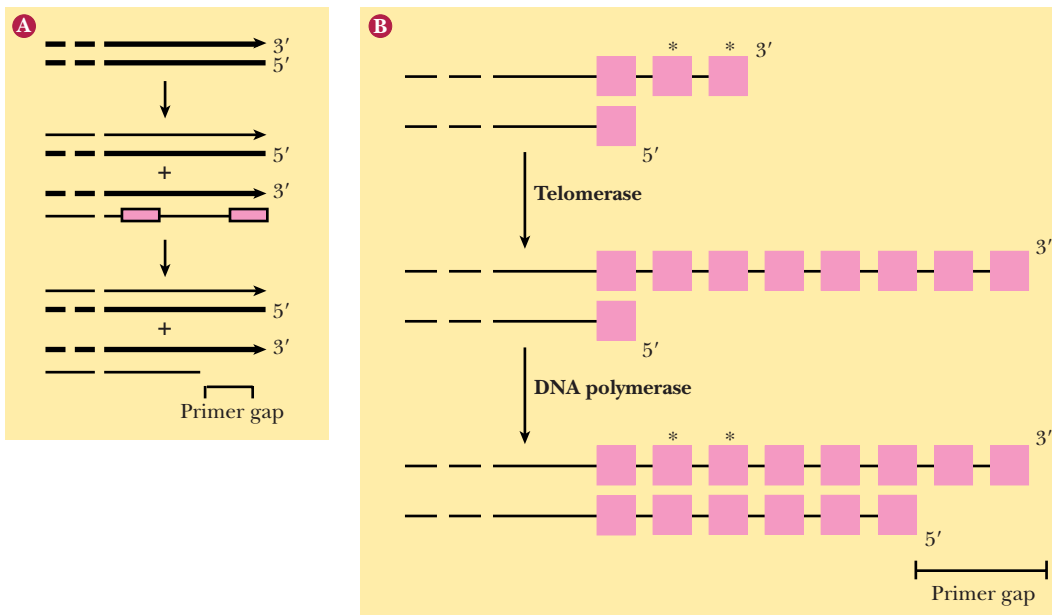 A
3′
5′
5′
+
3′
5′
+
3′
Primer gap
B
* * 3′
5′
Telomerase
3′
5′
DNA polymerase
* * 3′
5′
Primer gap